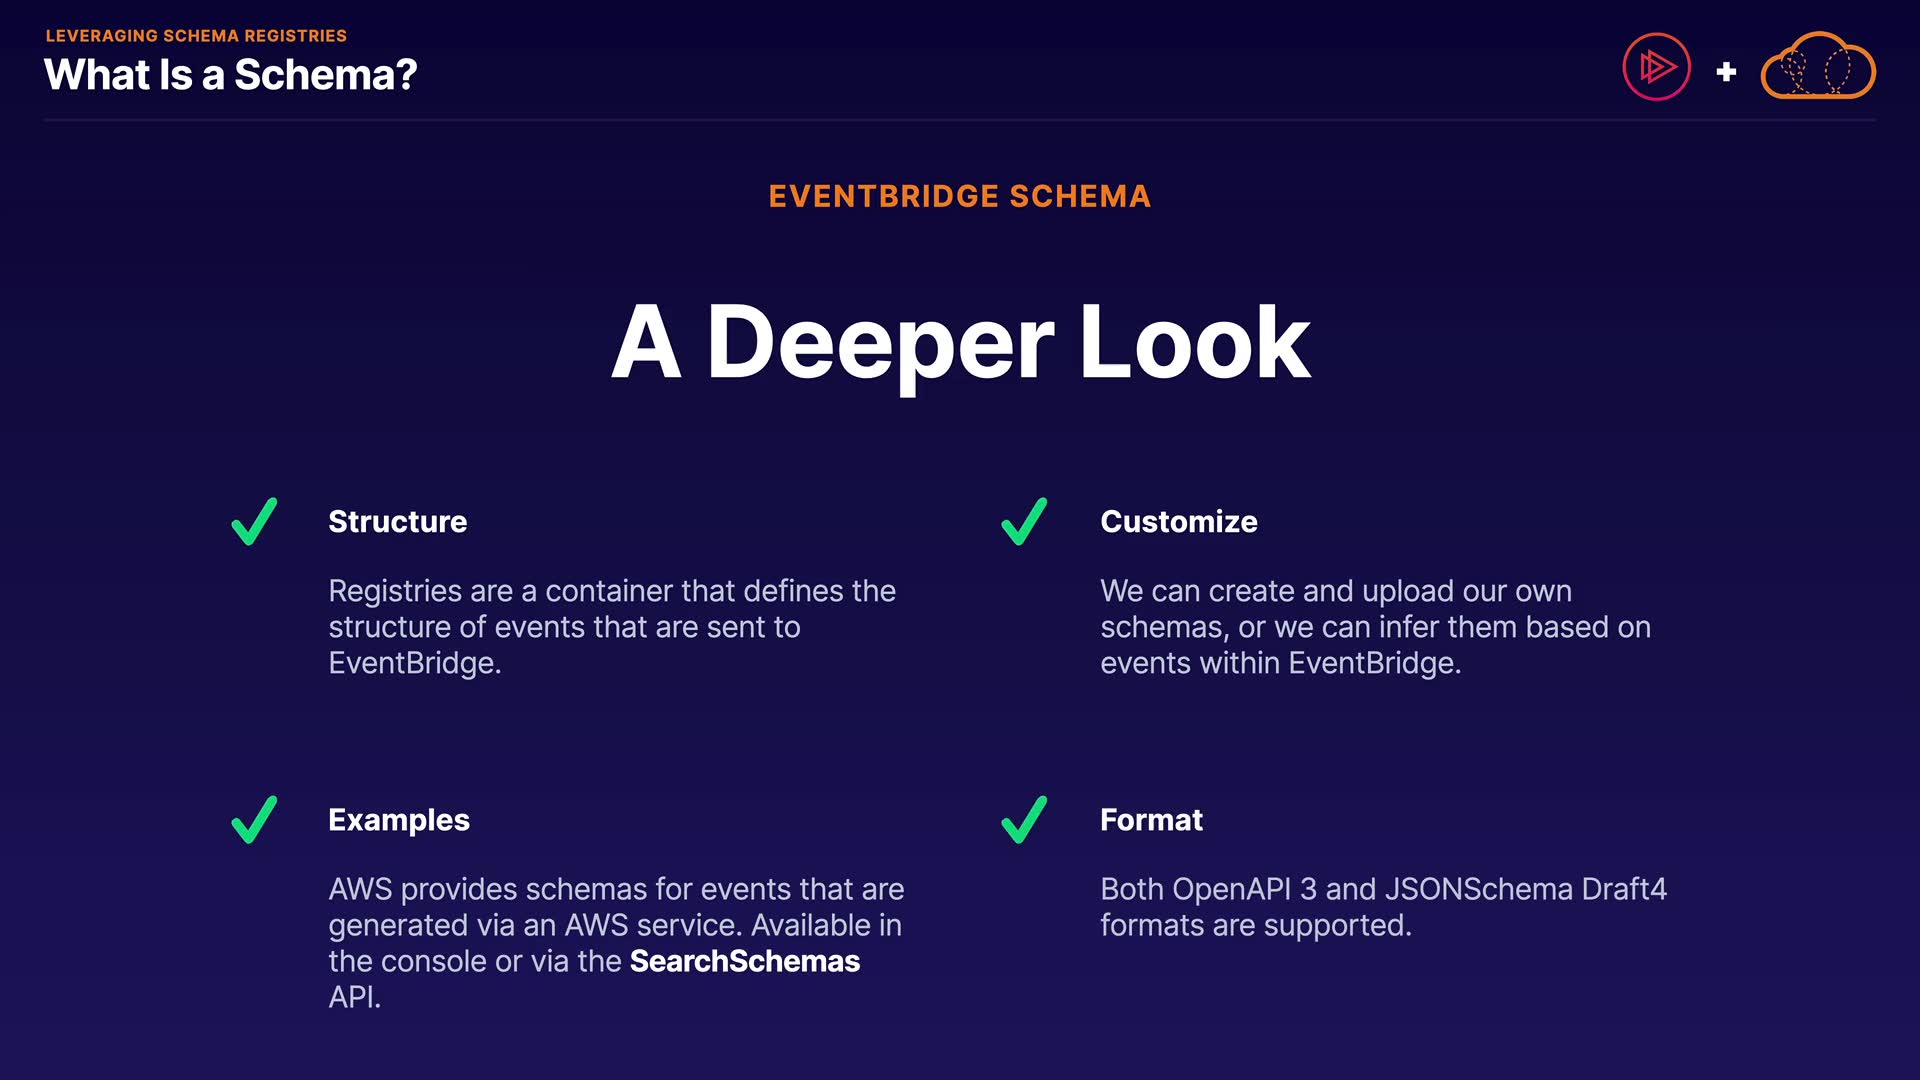 LEVERAGING SCHEMA REGISTRIES
What Is a Schema?
EVENTBRIDGE SCHEMA
A Deeper Look
Structure
Registries are a container that defines the
structure of events that are sent to
EventBridge.
Customize
We can create and upload our own
schemas, or we can infer them based on
events within EventBridge.
Examples
AWS provides schemas for events that are
generated via an AWS service. Available in
the console or via the SearchSchemas
API.
Format
Both OpenAPI 3 and JSONSchema Draft4
formats are supported.